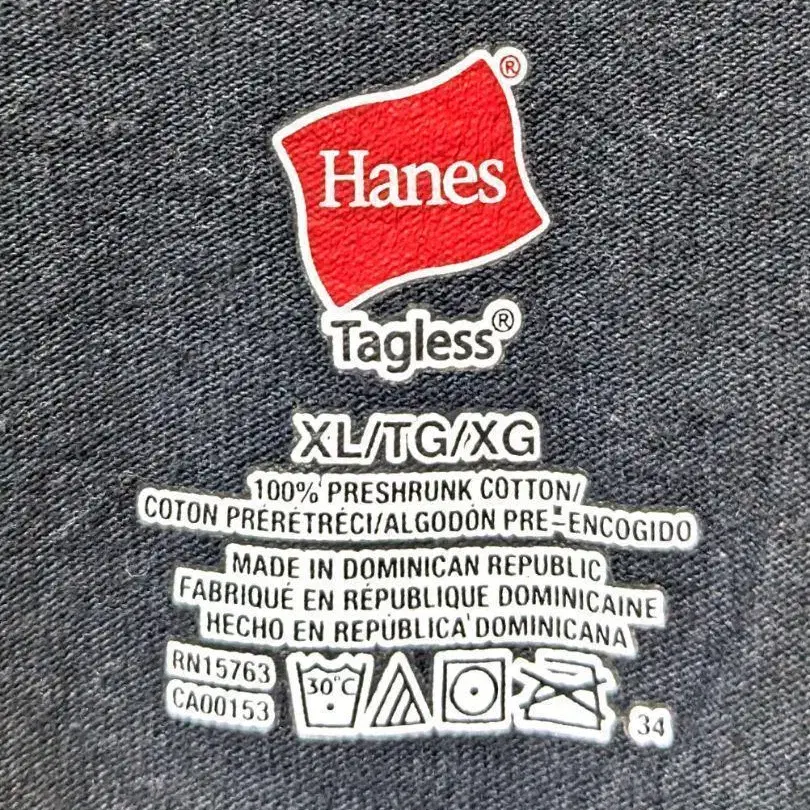 Hanes®
Tagless®
XL/TG/XG
100% PRESHRUNK COTTON/
COTON PRÉRÉTRÉCI/ALGODÓN PRE-ENCOGIDO
MADE IN DOMINICAN REPUBLIC
FABRIQUÉ EN RÉPUBLIQUE DOMINICAINE
HECHO EN REPÚBLICA DOMINICANA
RN15763
CA00153
30°C
34